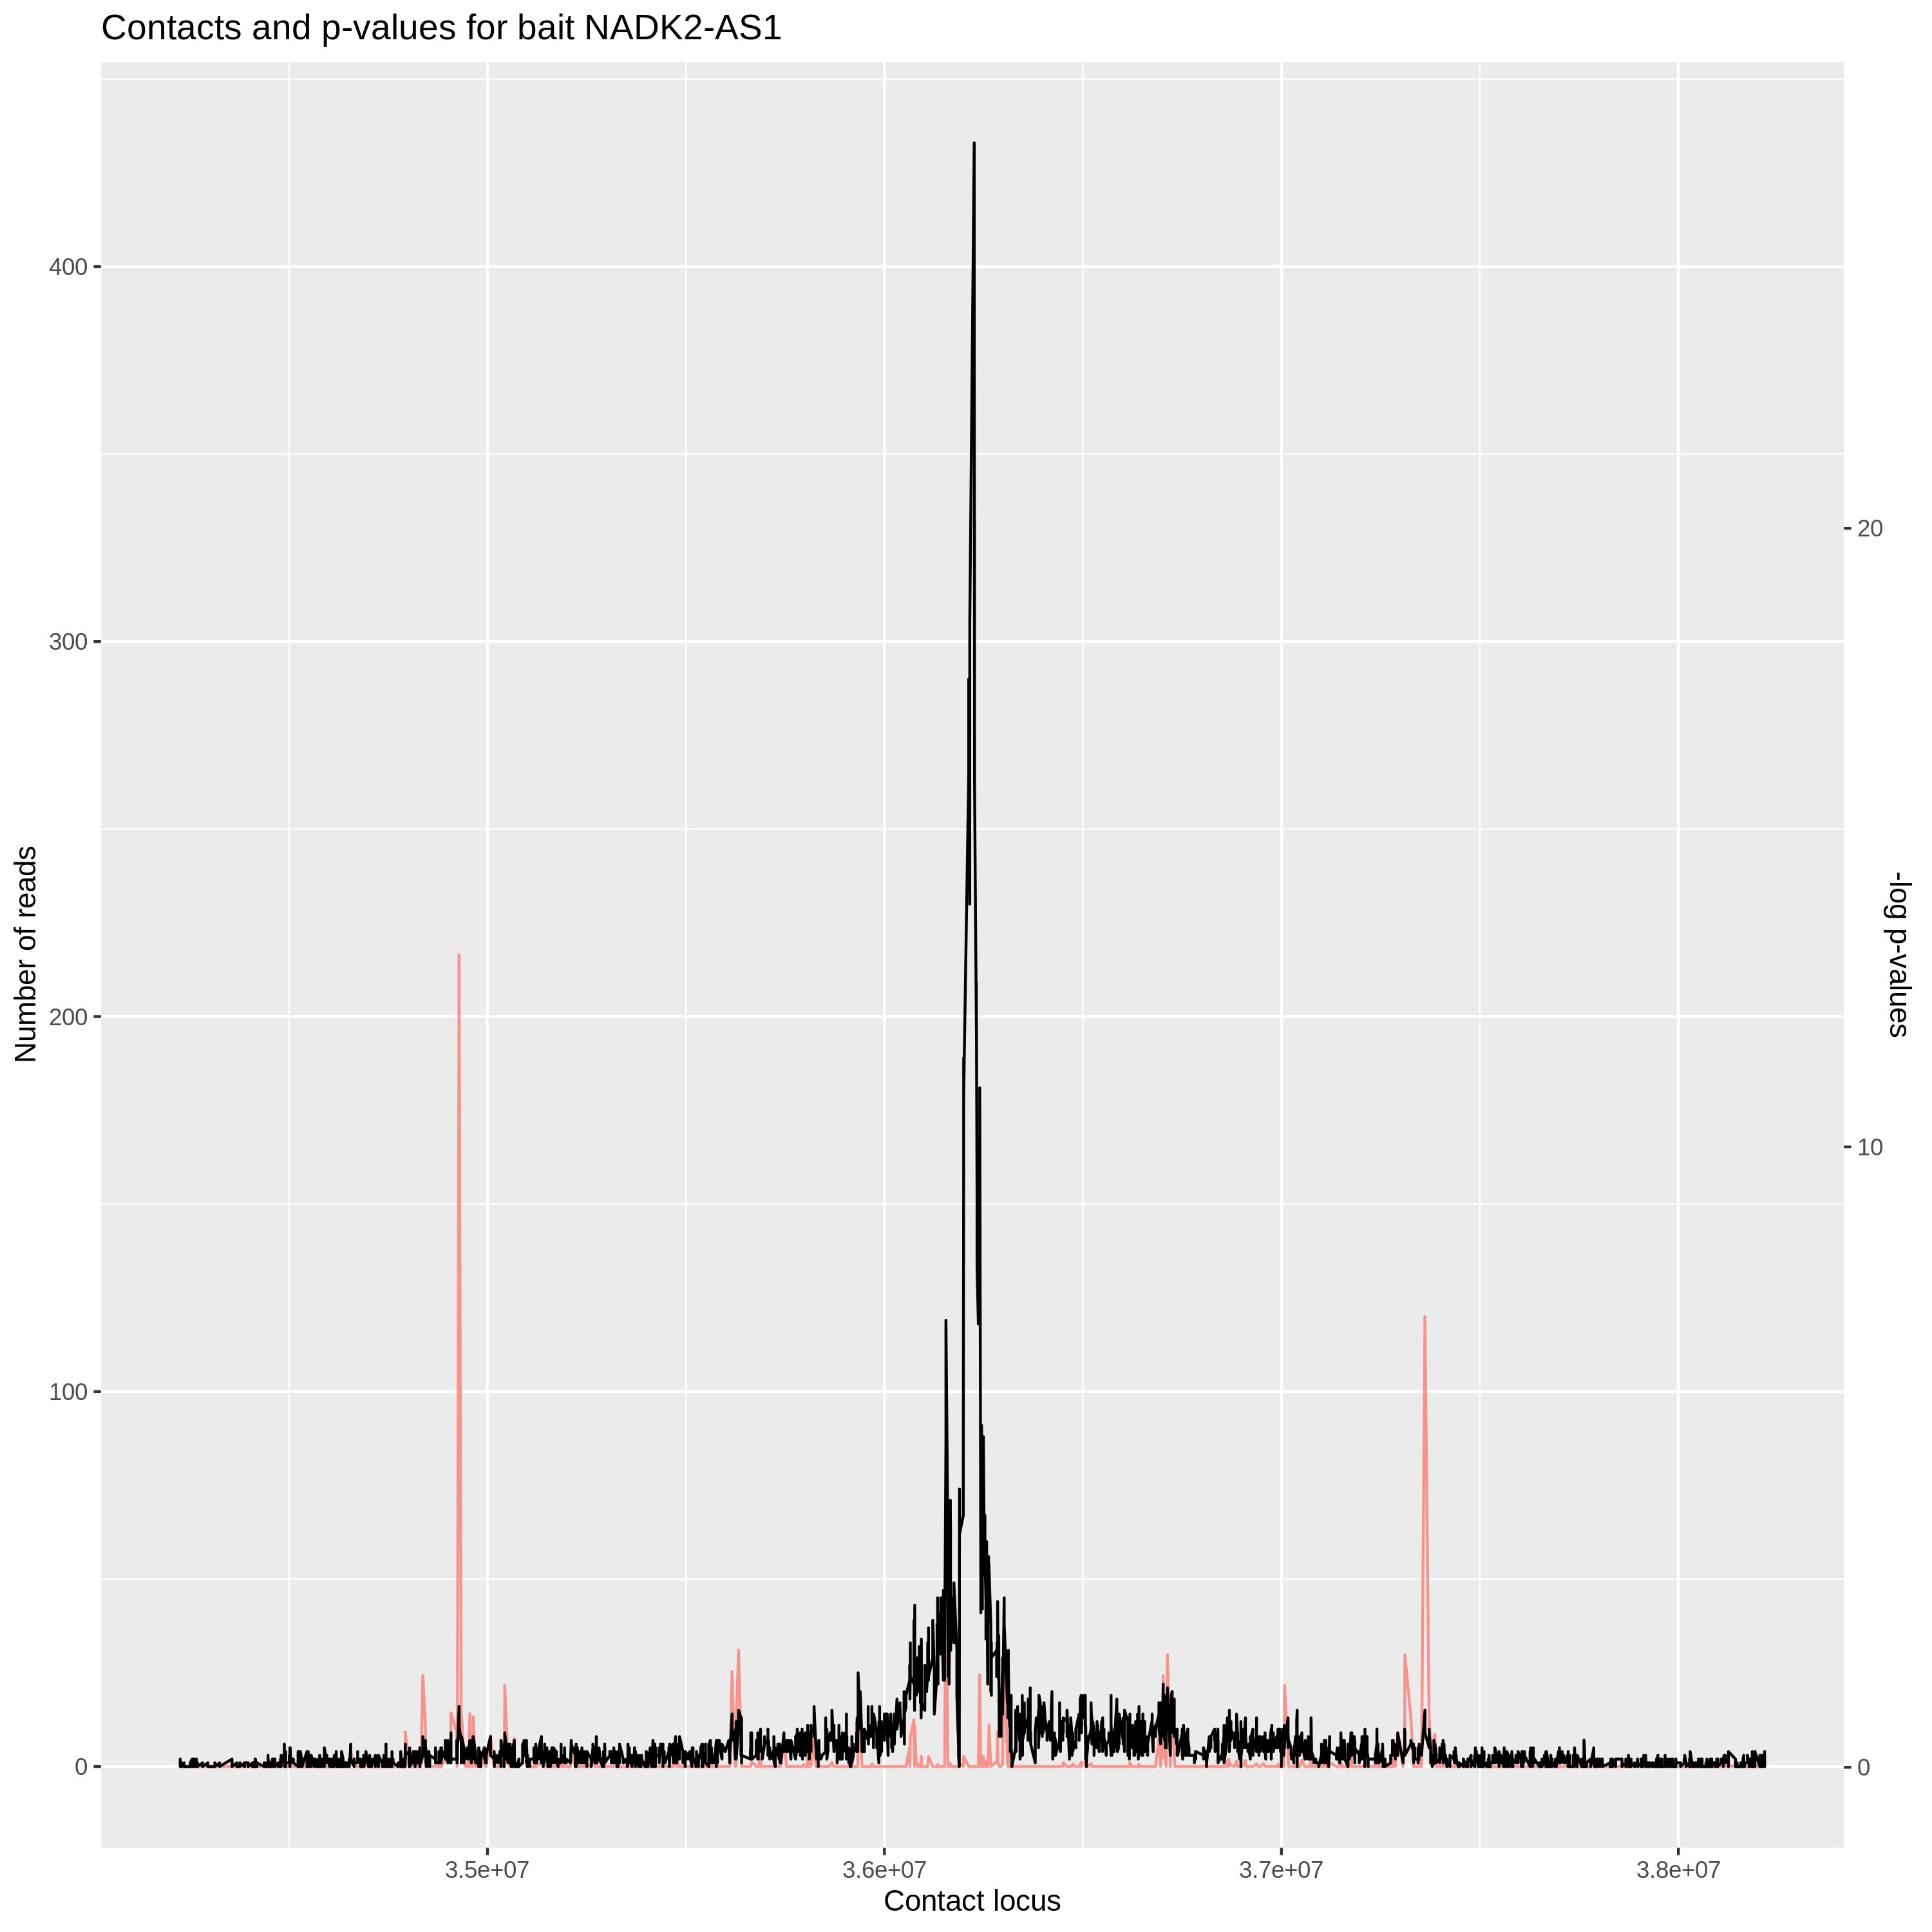 Contacts and p-values for bait NADK2-AS1
400
300
200
100
0
Number of reads
20
10
0
-log p-values
3.5e+07
3.6e+07
3.7e+07
3.8e+07
Contact locus